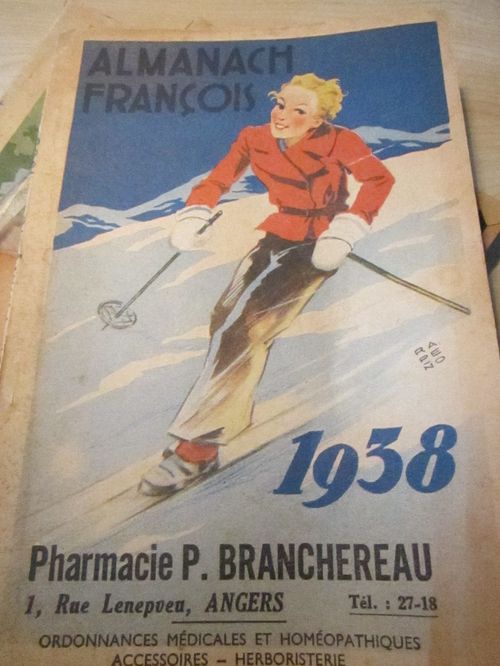 ALMANACH
FRANÇOIS
1938
Pharmacie P. BRANCHEREAU
1, Rue Lenepveu, ANGERS Tél. : 27-18
ORDONNANCES MÉDICALES ET HOMÉOPATHIQUES
ACCESSOIRES - HERBORISTERIE